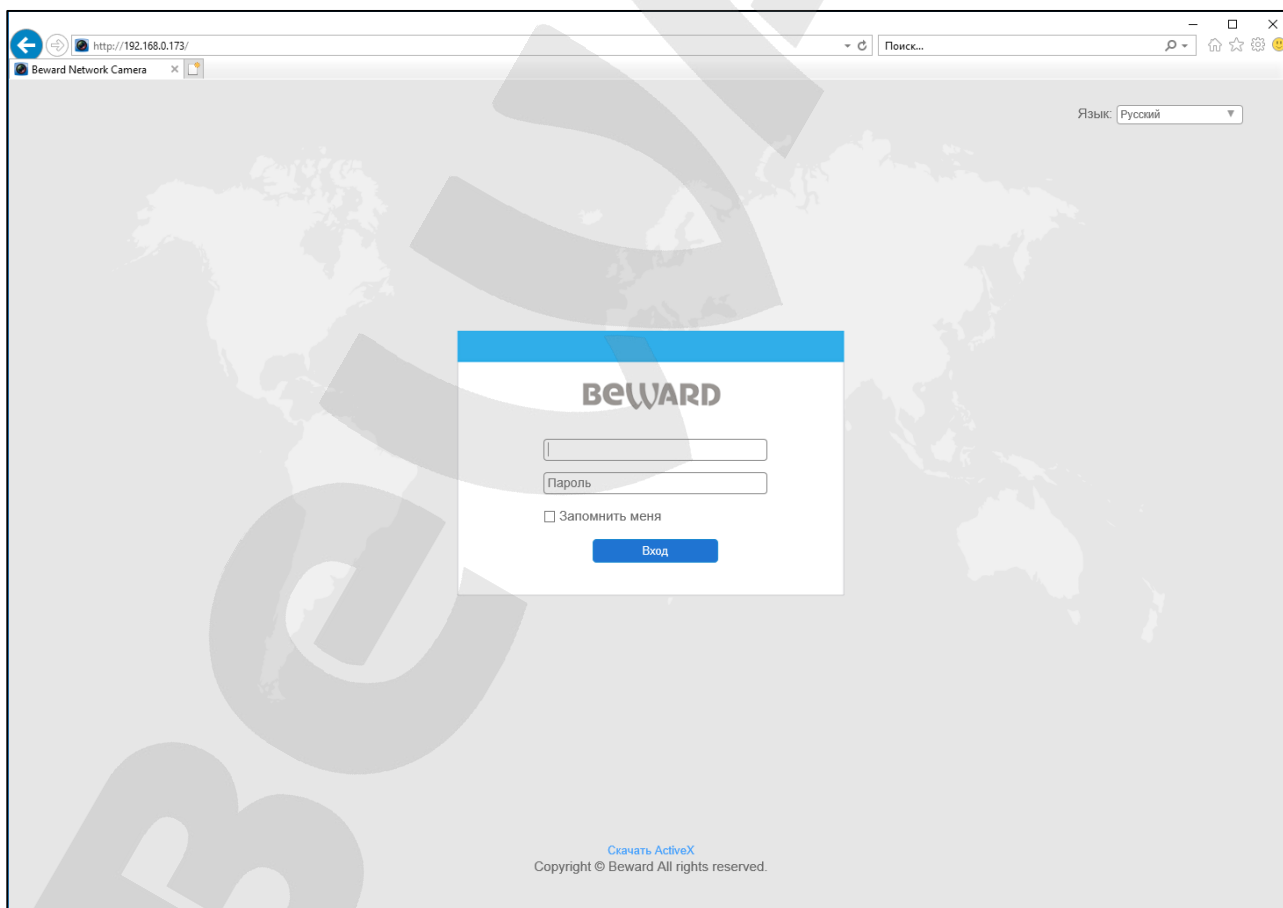 http://192.168.0.173/
Поиск...
Beward Network Camera
Язык: Русский
BEWARD
Пароль
Запомнить меня
Вход
Скачать ActiveX
Copyright © Beward All rights reserved.